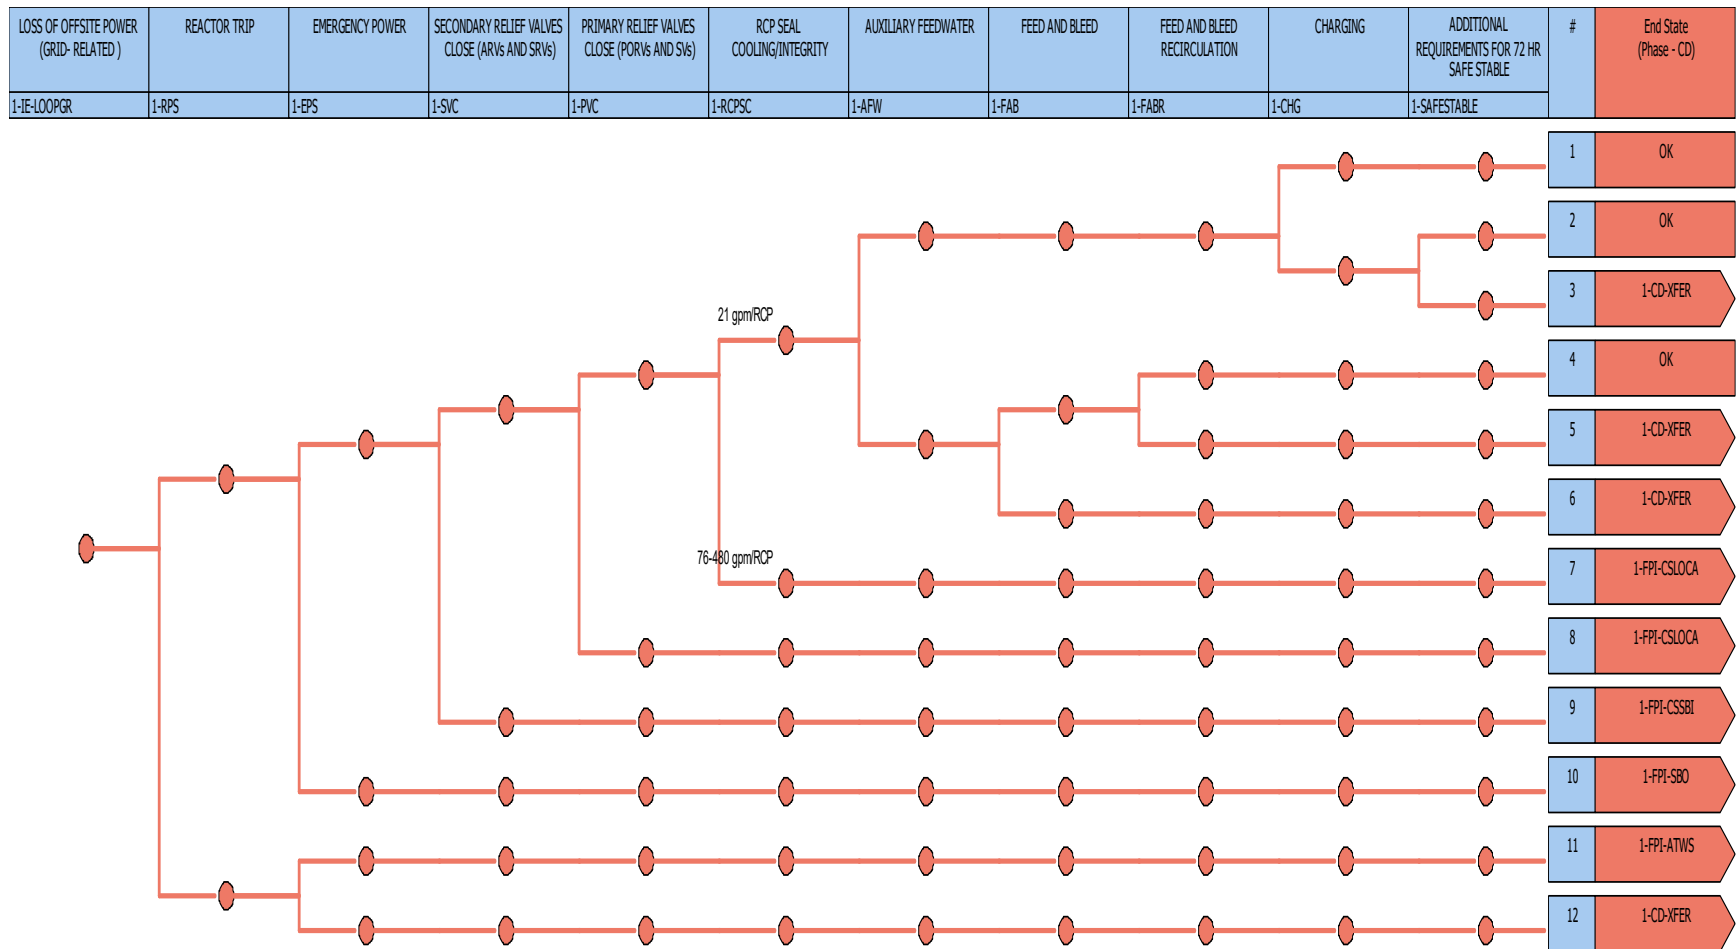 LOSS OF OFFSITE POWER
(GRID- RELATED )
REACTOR TRIP
EMERGENCY POWER
SECONDARY RELIEF VALVES
CLOSE (ARVs AND SRVs)
PRIMARY RELIEF VALVES
CLOSE (PORVs AND SVs)
RCP SEAL
COOLING/INTEGRITY
AUXILIARY FEEDWATER
FEED AND BLEED
FEED AND BLEED
RECIRCULATION
CHARGING
ADDITIONAL
REQUIREMENTS FOR 72 HR
SAFE STABLE
#
End State
(Phase - CD)
1-IE-LOOPGR
1-RPS
1-EPS
1-SVC
1-PVC
1-RCPSC
1-AFW
1-FAB
1-FABR
1-CHG
1-SAFESTABLE
1 OK
2 OK
3 1-CD-XFER
21 gpm/RCP
4 OK
5 1-CD-XFER
6 1-CD-XFER
76-480 gpm/RCP
7 1-FPI-CSLOCA
8 1-FPI-CSLOCA
9 1-FPI-CSSBI
10 1-FPI-SBO
11 1-FPI-ATWS
12 1-CD-XFER